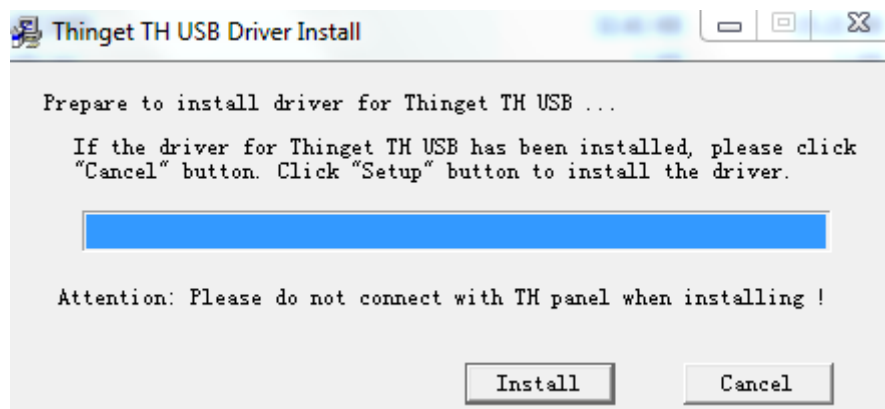 Thinget TH USB Driver Install
Prepare to install driver for Thinget TH USB ...
If the driver for Thinget TH USB has been installed, please click
"Cancel" button. Click "Setup" button to install the driver.
Attention: Please do not connect with TH panel when installing !
Install
Cancel